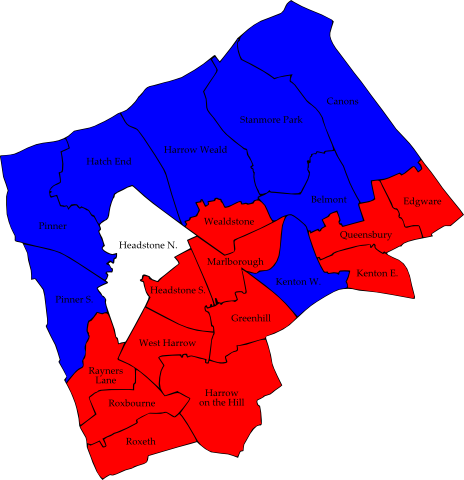 Canons
Stanmore Park
Harrow Weald
Hatch End
Belmont
Edgware
Pinner
Wealdstone
Queensbury
Headstone N.
Marlborough
Kenton E.
Kenton W.
Headstone S.
Pinner S.
Greenhill
West Harrow
Rayners
Lane
Harrow
on the Hill
Roxbourne
Roxeth